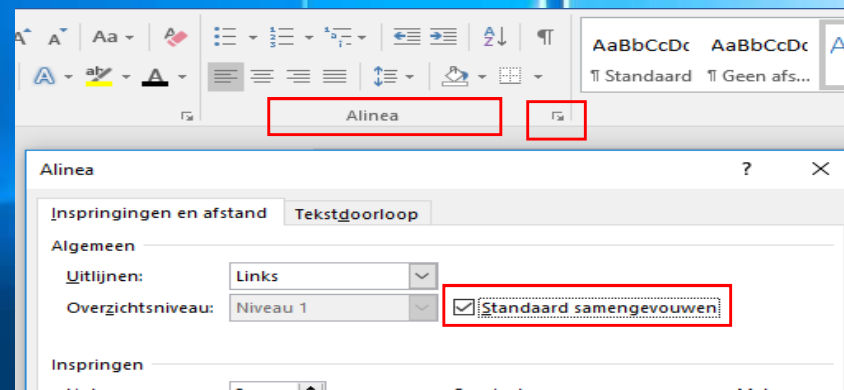 Aa
AaBbCcDc AaBbCcDc
¶ Standaard ¶ Geen afs...
Alinea
Alinea ? ✕
Inspringingen en afstand Tekstdoorloop
Algemeen
Uitlijnen: Links
Overzichtsniveau: Niveau 1 Standaard samengevouwen
Inspringen